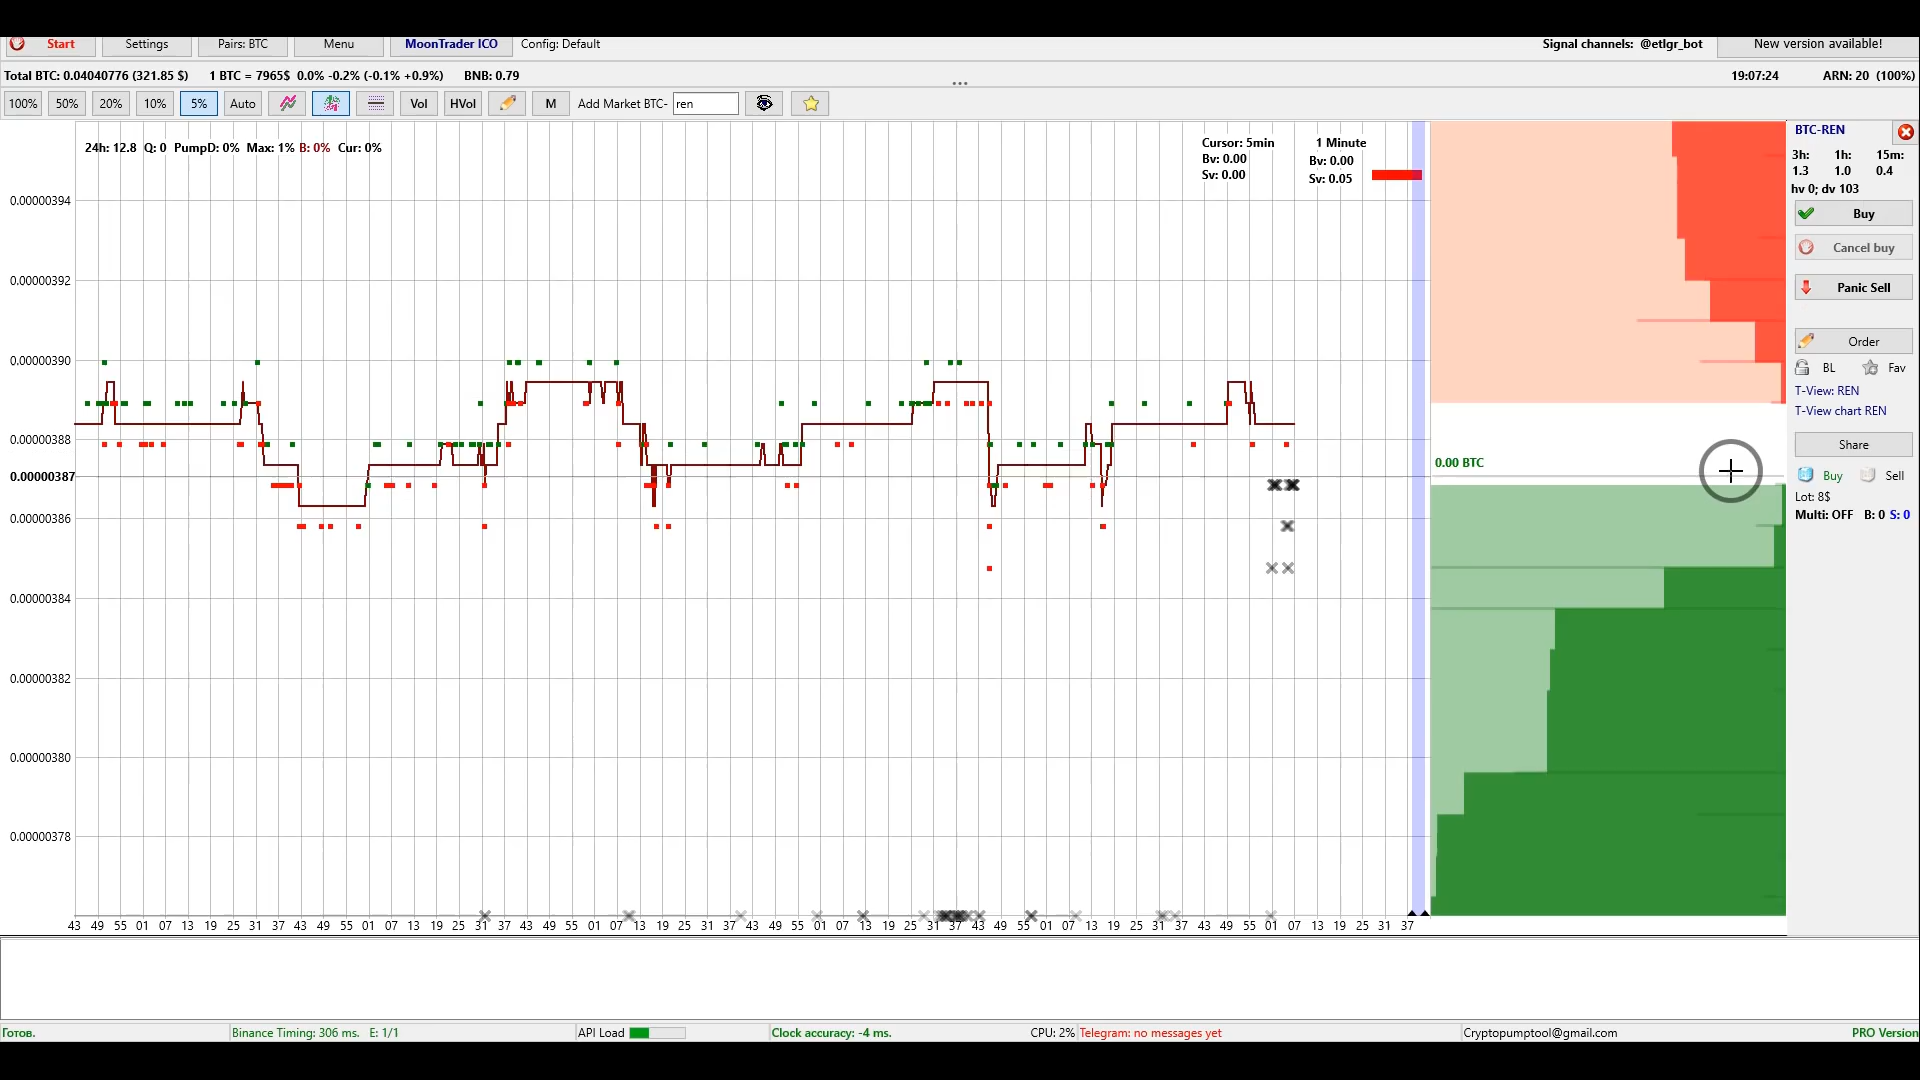 Start Settings Pairs: BTC Menu MoonTrader ICO Config: Default Signal channels: @etlgr_bot New version available!
Total BTC: 0.04040776 (321.85 $) 1 BTC = 7965$ 0.0% -0.2% (-0.1% +0.9%) BNB: 0.79 ... 19:07:24 ARN: 20 (100%)
100% 50% 20% 10% 5% Auto Vol HVol M Add Market BTC- ren
24h: 12.8 Q: 0 PumpD: 0% Max: 1% B: 0% Cur: 0%
Cursor: 5min 1 Minute
Bv: 0.00 Bv: 0.00
Sv: 0.00 Sv: 0.05
0.00000394
0.00000392
0.00000390
0.00000388
0.00000387
0.00000386
0.00000384
0.00000382
0.00000380
0.00000378
43 49 55 01 07 13 19 25 31 37 43 49 55 01 07 13 19 25 31 37 43 49 55 01 07 13 19 25 31 37 43 49 55 01 07 13 19 25 31 37 43 49 55 01 07 13 19 25 31 37 43 49 55 01 07 13 19 25 31 37
0.00 BTC
BTC-REN
3h: 1h: 15m:
1.3 1.0 0.4
hv 0; dv 103
Buy
Cancel buy
Panic Sell
Order
BL Fav
T-View: REN
T-View chart REN
Share
Buy Sell
Lot: 8$
Multi: OFF B: 0 S: 0
Готов. Binance Timing: 306 ms. E: 1/1 API Load Clock accuracy: -4 ms. CPU: 2% Telegram: no messages yet Cryptopumptool@gmail.com PRO Version